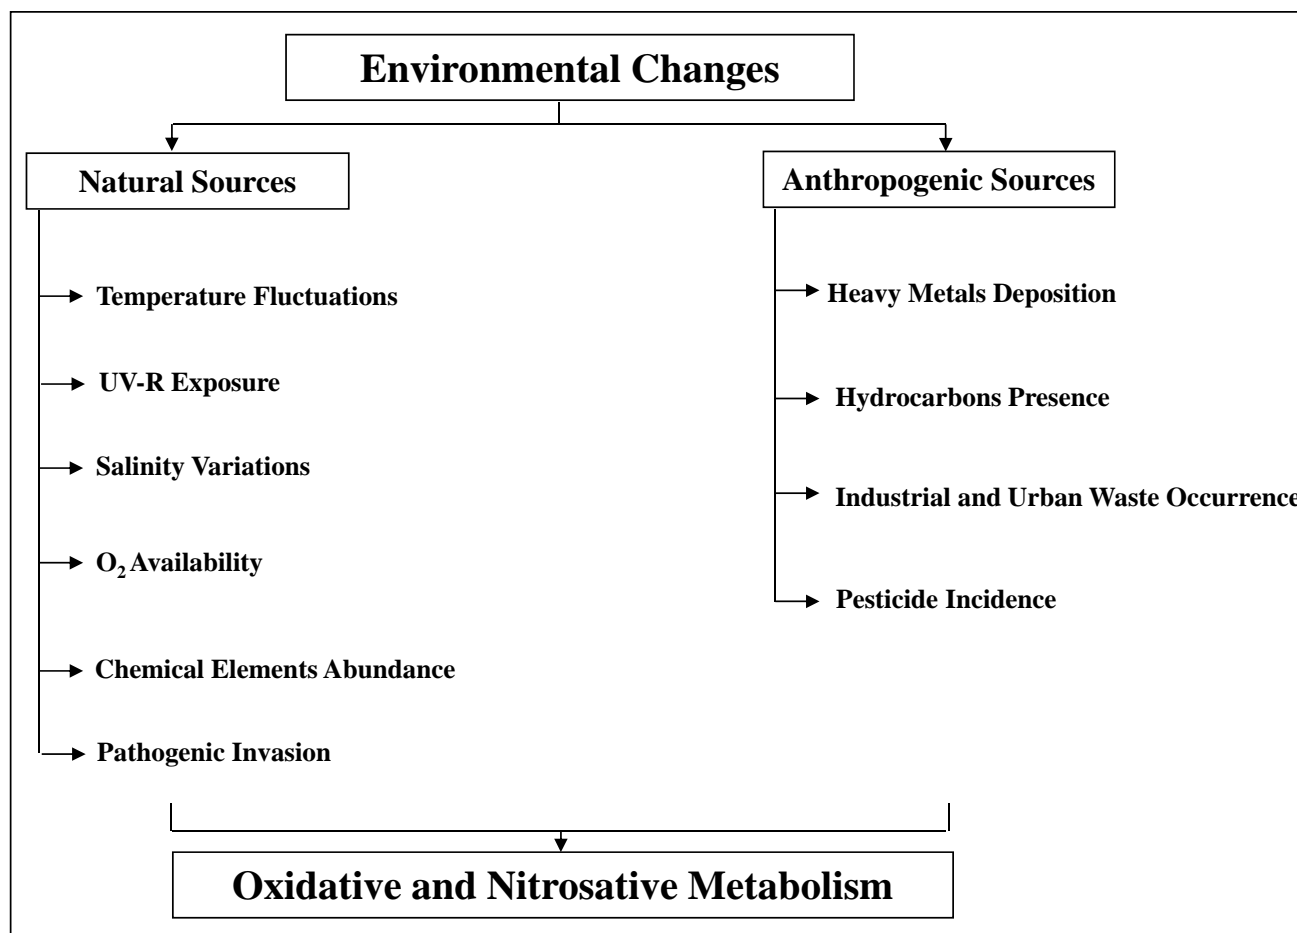 Environmental Changes
Natural Sources
Anthropogenic Sources
Temperature Fluctuations
UV-R Exposure
Salinity Variations
O₂ Availability
Chemical Elements Abundance
Pathogenic Invasion
Heavy Metals Deposition
Hydrocarbons Presence
Industrial and Urban Waste Occurrence
Pesticide Incidence
Oxidative and Nitrosative Metabolism